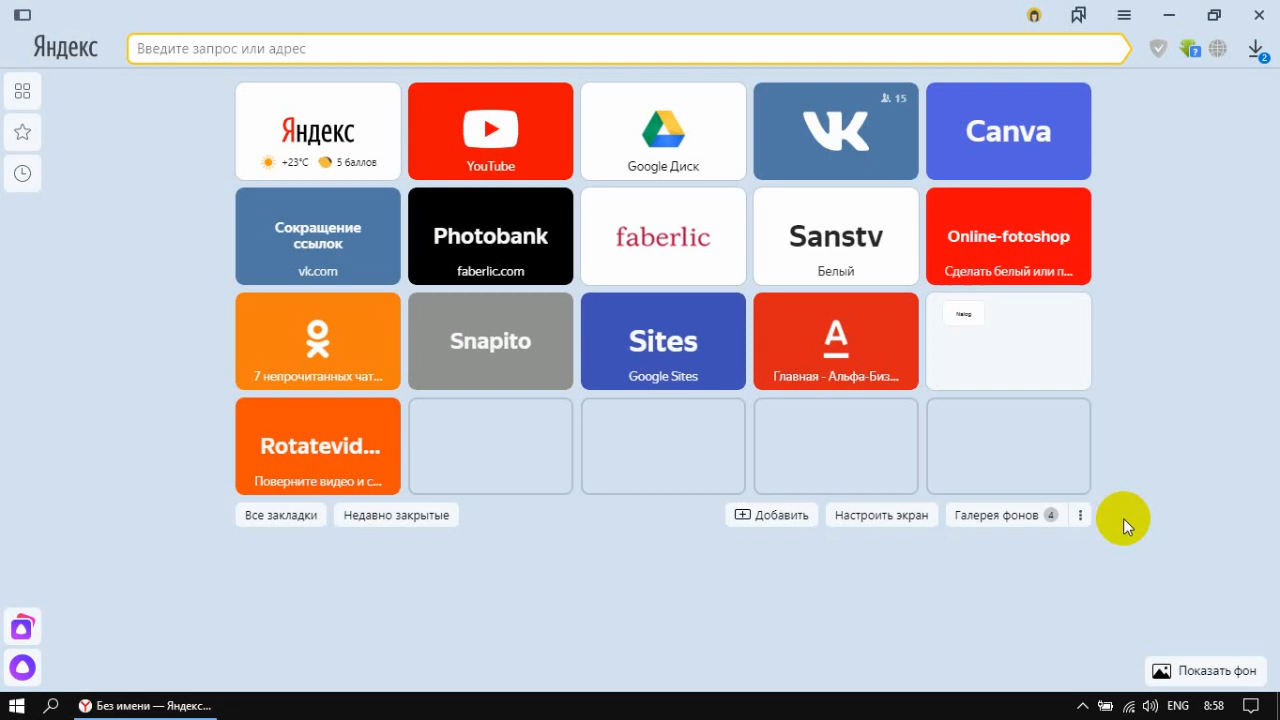 Яндекс
Введите запрос или адрес
2
Яндекс
+23°C
5 баллов
YouTube
Google Диск
15
VK
Canva
Сокращение
ссылок
vk.com
Photobank
faberlic.com
faberlic
Sanstv
Белый
Online-fotoshop
Сделать белый или п...
7 непрочитанных чат...
Snapito
Sites
Google Sites
А
Главная - Альфа-Биз...
Nalog
Rotatevid...
Поверните видео и с...
Все закладки
Недавно закрытые
Добавить
Настроить экран
Галерея фонов 4
Показать фон
Без имени — Яндекс...
ENG
8:58